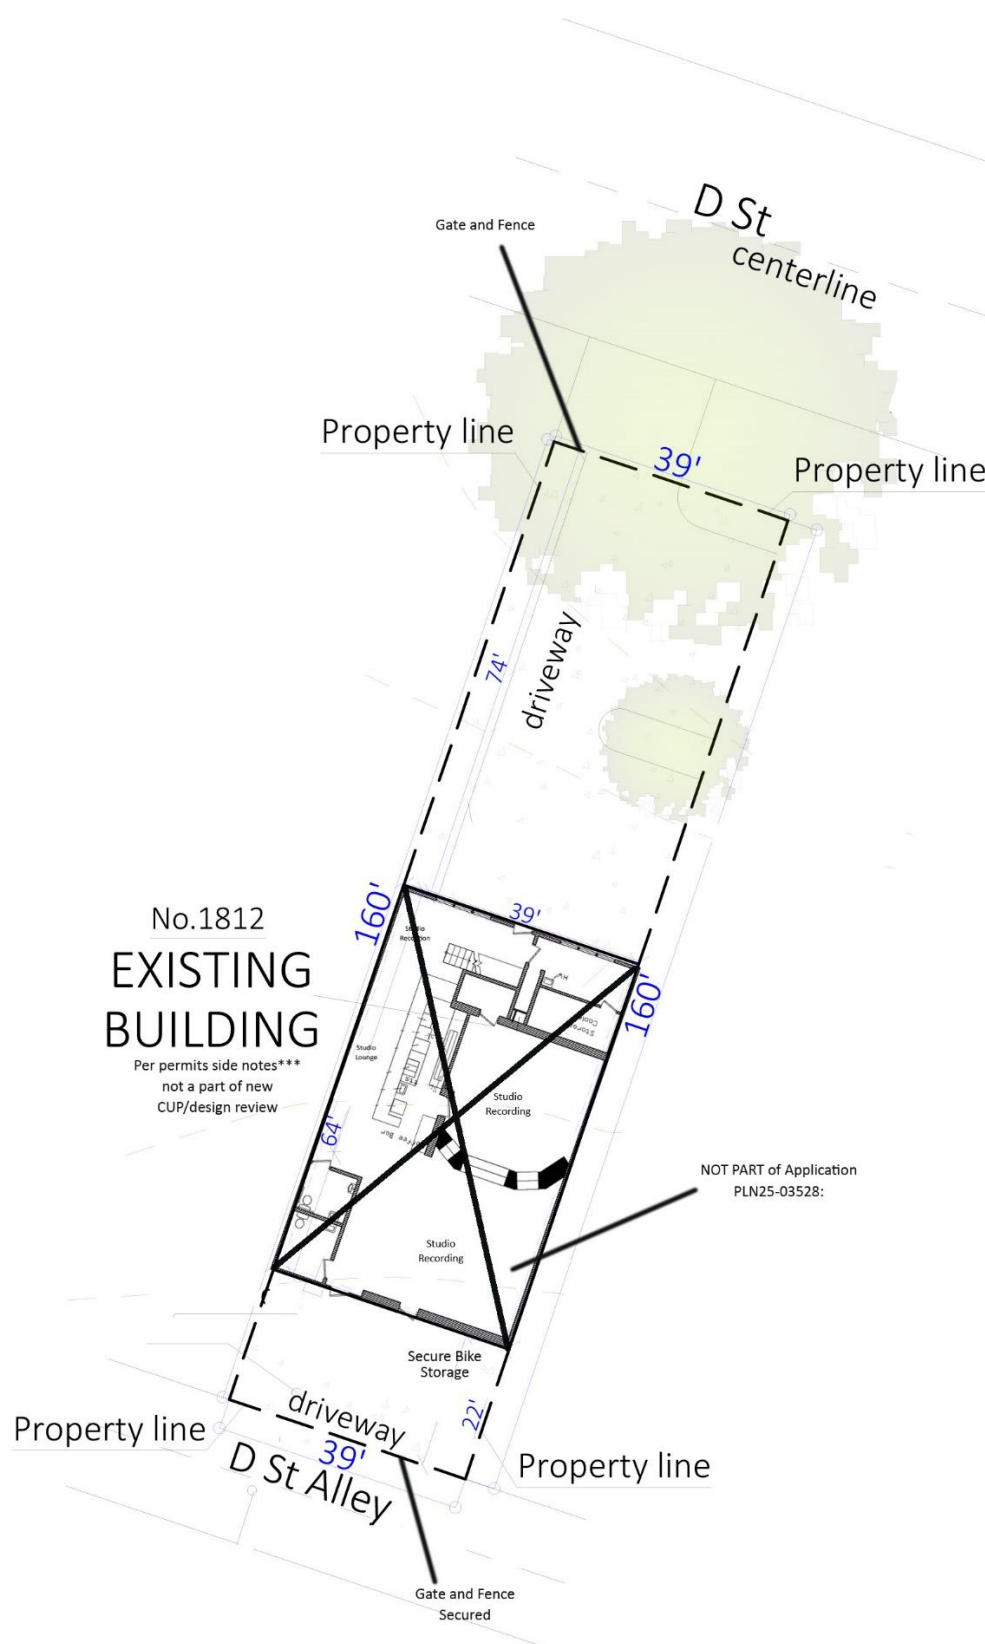 D St
centerline
Gate and Fence
Property line
39'
Property line
74'
driveway
160'
39'
No.1812
EXISTING
BUILDING
Per permits side notes***
not a part of new
CUP/design review
Studio
Reception
160'
Studio
Lounge
Studio
Recording
64'
NOT PART of Application
PLN25-03528:
Studio
Recording
Secure Bike
Storage
driveway
22'
Property line
39'
Property line
D St Alley
Gate and Fence
Secured